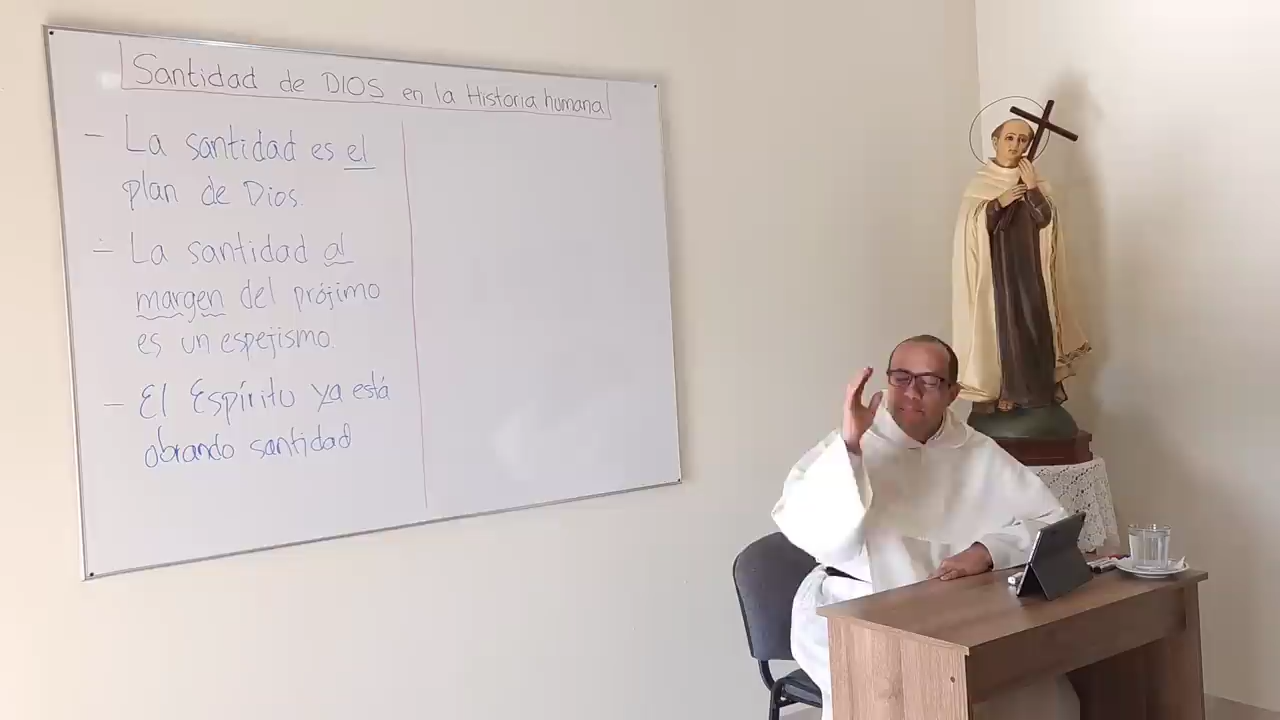 Santidad de DIOS en la Historia humana
- La santidad es el
plan de Dios.
- La santidad al
margen del prójimo
es un espejismo.
- El Espíritu ya está
obrando santidad